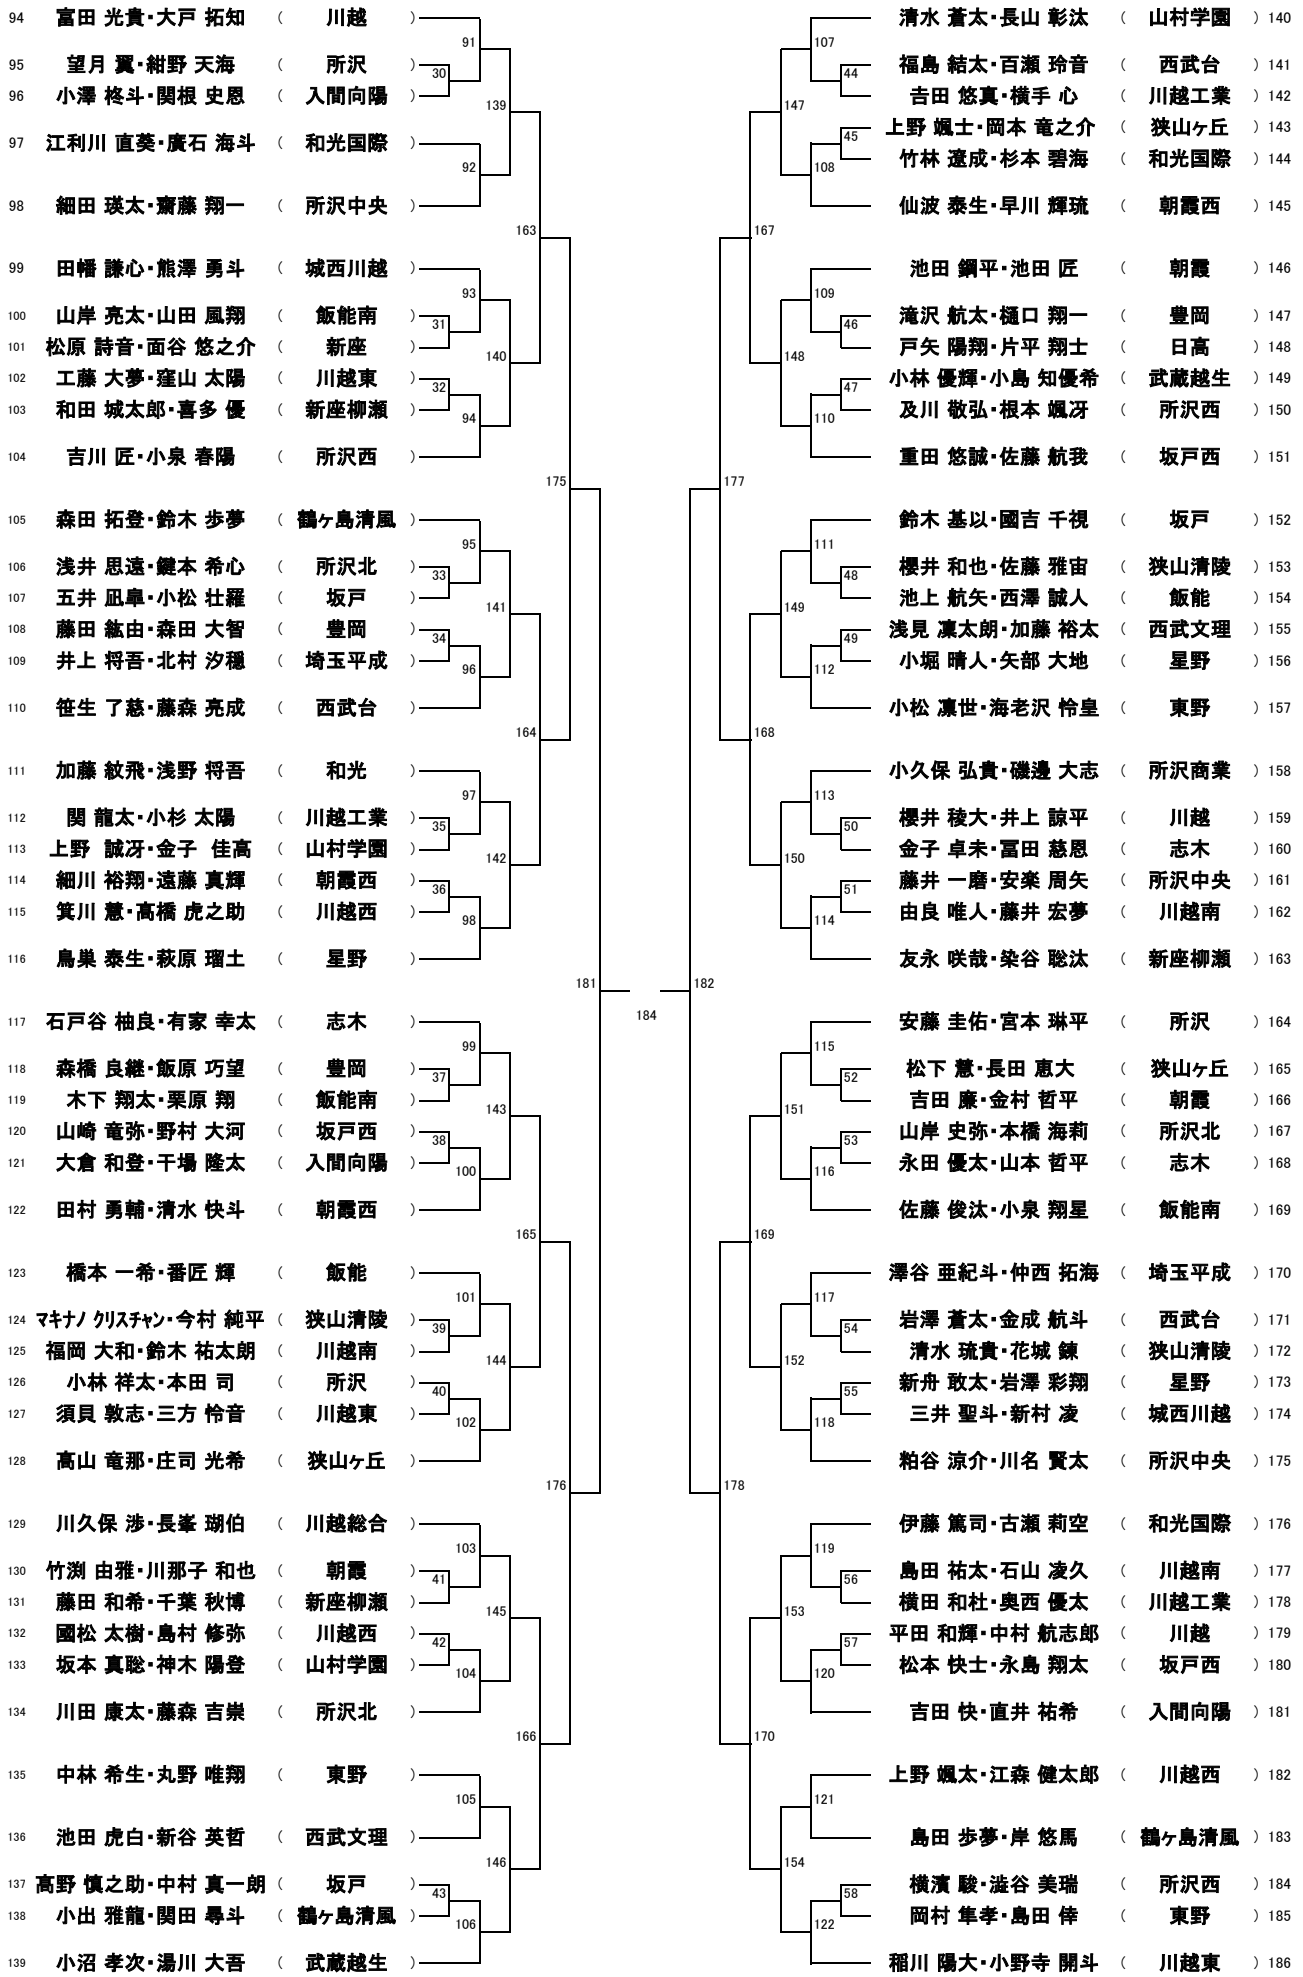 94 富田 光貴・大戸 拓知 川越
95 望月 翼・紺野 天海 ( 所沢 )
96 小澤 柊斗・関根 史恩 ( 入間向陽 )
97 江利川 直葵・廣石 海斗 ( 和光国際 )
98 細田 瑛太・齋藤 翔一 ( 所沢中央 )
99 田幡 謙心・熊澤 勇斗 ( 城西川越 )
100 山岸 亮太・山田 風翔 ( 飯能南 )
101 松原 詩音・面谷 悠之介 ( 新座 )
102 工藤 大夢・窪山 太陽 ( 川越東 )
103 和田 城太郎・喜多 優 ( 新座柳瀬 )
104 吉川 匠・小泉 春陽 ( 所沢西 )
105 森田 拓登・鈴木 歩夢 ( 鶴ヶ島清風 )
106 浅井 思遠・鍵本 希心 ( 所沢北 )
107 五井 凪皐・小松 壮羅 ( 坂戸 )
108 藤田 紘由・森田 大智 ( 豊岡 )
109 井上 将吾・北村 汐穏 ( 埼玉平成 )
110 笹生 了慈・藤森 亮成 ( 西武台 )
111 加藤 紋飛・浅野 将吾 ( 和光 )
112 関 龍太・小杉 太陽 ( 川越工業 )
113 上野 誠冴・金子 佳高 ( 山村学園 )
114 細川 裕翔・遠藤 真輝 ( 朝霞西 )
115 箕川 慧・高橋 虎之助 ( 川越西 )
116 鳥巣 泰生・萩原 瑠土 ( 星野 )
117 石戸谷 柚良・有家 幸太 ( 志木 )
118 森橋 良継・飯原 巧望 ( 豊岡 )
119 木下 翔太・栗原 翔 ( 飯能南 )
120 山崎 竜弥・野村 大河 ( 坂戸西 )
121 大倉 和登・干場 隆太 ( 入間向陽 )
122 田村 勇輔・清水 快斗 ( 朝霞西 )
123 橋本 一希・番匠 輝 ( 飯能 )
124 マキナノ クリスチャン・今村 純平 ( 狭山清陵 )
125 福岡 大和・鈴木 祐太朗 ( 川越南 )
126 小林 祥太・本田 司 ( 所沢 )
127 須貝 敦志・三方 怜音 ( 川越東 )
128 高山 竜那・庄司 光希 ( 狭山ヶ丘 )
129 川久保 渉・長峯 瑚伯 ( 川越総合 )
130 竹渕 由雅・川那子 和也 ( 朝霞 )
131 藤田 和希・千葉 秋博 ( 新座柳瀬 )
132 國松 太樹・島村 修弥 ( 川越西 )
133 坂本 真聡・神木 陽登 ( 山村学園 )
134 川田 康太・藤森 吉崇 ( 所沢北 )
135 中林 希生・丸野 唯翔 ( 東野 )
136 池田 虎白・新谷 英哲 ( 西武文理 )
137 高野 慎之助・中村 真一朗 ( 坂戸 )
138 小出 雅龍・関田 尋斗 ( 鶴ヶ島清風 )
139 小沼 孝次・湯川 大吾 ( 武蔵越生 )
91
30
139
92
163
93
31
140
32
94
175
95
33
141
34
96
164
97
35
142
36
98
181
99
37
143
38
100
165
101
39
144
40
102
176
103
41
145
42
104
166
105
146
43
106
184
107
44
147
45
108
167
109
46
148
47
110
177
111
48
149
49
112
168
113
50
150
51
114
182
115
52
151
53
116
169
117
54
152
55
118
178
119
56
153
57
120
170
121
154
58
122
清水 蒼太・長山 彰汰 ( 山村学園 ) 140
福島 結太・百瀬 玲音 ( 西武台 ) 141
吉田 悠真・横手 心 ( 川越工業 ) 142
上野 颯士・岡本 竜之介 ( 狭山ヶ丘 ) 143
竹林 遼成・杉本 碧海 ( 和光国際 ) 144
仙波 泰生・早川 輝琉 ( 朝霞西 ) 145
池田 鋼平・池田 匠 ( 朝霞 ) 146
滝沢 航太・樋口 翔一 ( 豊岡 ) 147
戸矢 陽翔・片平 翔士 ( 日高 ) 148
小林 優輝・小島 知優希 ( 武蔵越生 ) 149
及川 敬弘・根本 颯冴 ( 所沢西 ) 150
重田 悠誠・佐藤 航我 ( 坂戸西 ) 151
鈴木 基以・國吉 千視 ( 坂戸 ) 152
櫻井 和也・佐藤 雅宙 ( 狭山清陵 ) 153
池上 航矢・西澤 誠人 ( 飯能 ) 154
浅見 凜太朗・加藤 裕太 ( 西武文理 ) 155
小堀 晴人・矢部 大地 ( 星野 ) 156
小松 凛世・海老沢 怜皇 ( 東野 ) 157
小久保 弘貴・磯邊 大志 ( 所沢商業 ) 158
櫻井 稜大・井上 諒平 ( 川越 ) 159
金子 卓未・冨田 慈恩 ( 志木 ) 160
藤井 一磨・安楽 周矢 ( 所沢中央 ) 161
由良 唯人・藤井 宏夢 ( 川越南 ) 162
友永 咲哉・染谷 聡汰 ( 新座柳瀬 ) 163
安藤 圭佑・宮本 琳平 ( 所沢 ) 164
松下 慧・長田 恵大 ( 狭山ヶ丘 ) 165
吉田 廉・金村 哲平 ( 朝霞 ) 166
山岸 史弥・本橋 海莉 ( 所沢北 ) 167
永田 優太・山本 哲平 ( 志木 ) 168
佐藤 俊汰・小泉 翔星 ( 飯能南 ) 169
澤谷 亜紀斗・仲西 拓海 ( 埼玉平成 ) 170
岩澤 蒼太・金成 航斗 ( 西武台 ) 171
清水 琉貴・花城 錬 ( 狭山清陵 ) 172
新舟 敢太・岩澤 彩翔 ( 星野 ) 173
三井 聖斗・新村 凌 ( 城西川越 ) 174
粕谷 涼介・川名 賢太 ( 所沢中央 ) 175
伊藤 篤司・古瀬 莉空 ( 和光国際 ) 176
島田 祐太・石山 凌久 ( 川越南 ) 177
横田 和杜・奥西 優太 ( 川越工業 ) 178
平田 和輝・中村 航志郎 ( 川越 ) 179
松本 快士・永島 翔太 ( 坂戸西 ) 180
吉田 快・直井 祐希 ( 入間向陽 ) 181
上野 颯太・江森 健太郎 ( 川越西 ) 182
島田 歩夢・岸 悠馬 ( 鶴ヶ島清風 ) 183
横濱 駿・澁谷 美瑞 ( 所沢西 ) 184
岡村 隼孝・島田 倖 ( 東野 ) 185
稲川 陽大・小野寺 開斗 ( 川越東 ) 186